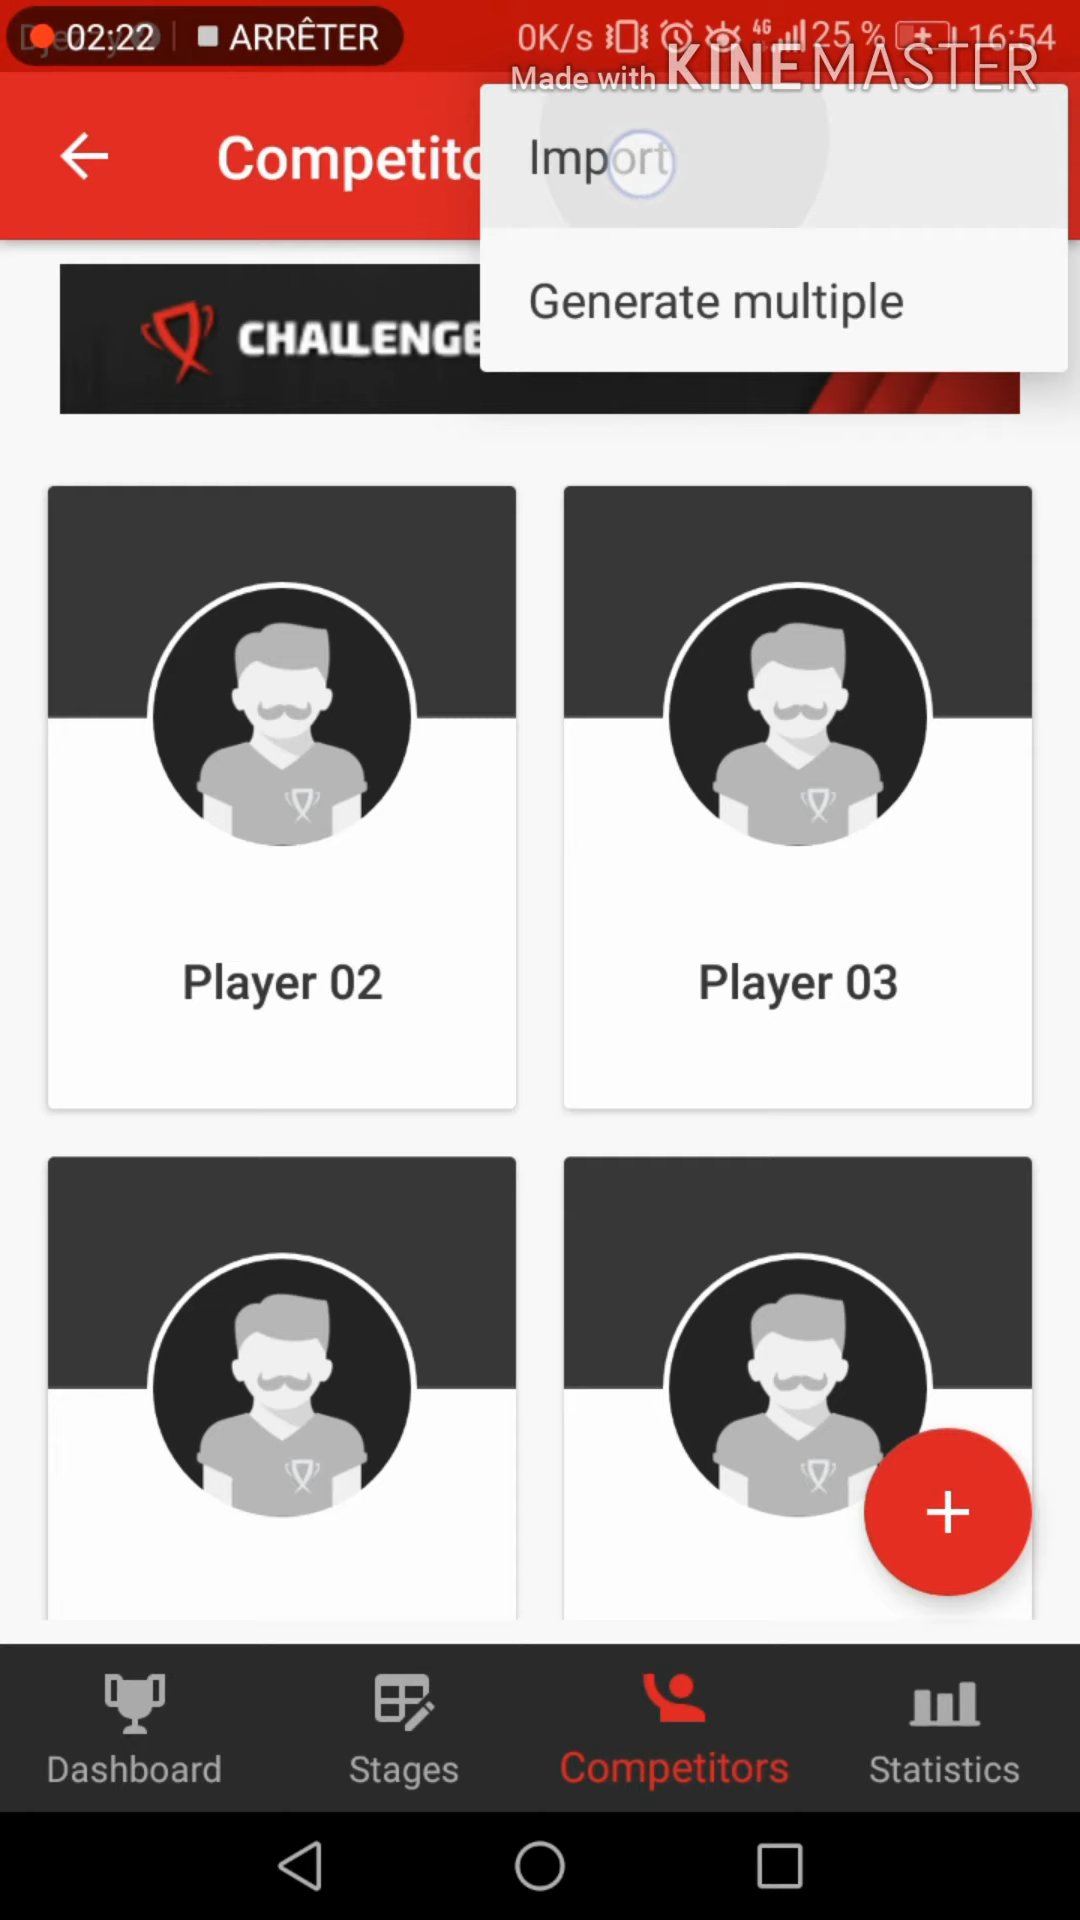 02:22 ARRÊTER 0K/s 4G 25 % 16:54
Made with KINEMASTER
Competito
Import
Generate multiple
CHALLENGE
Player 02 Player 03
Dashboard Stages Competitors Statistics